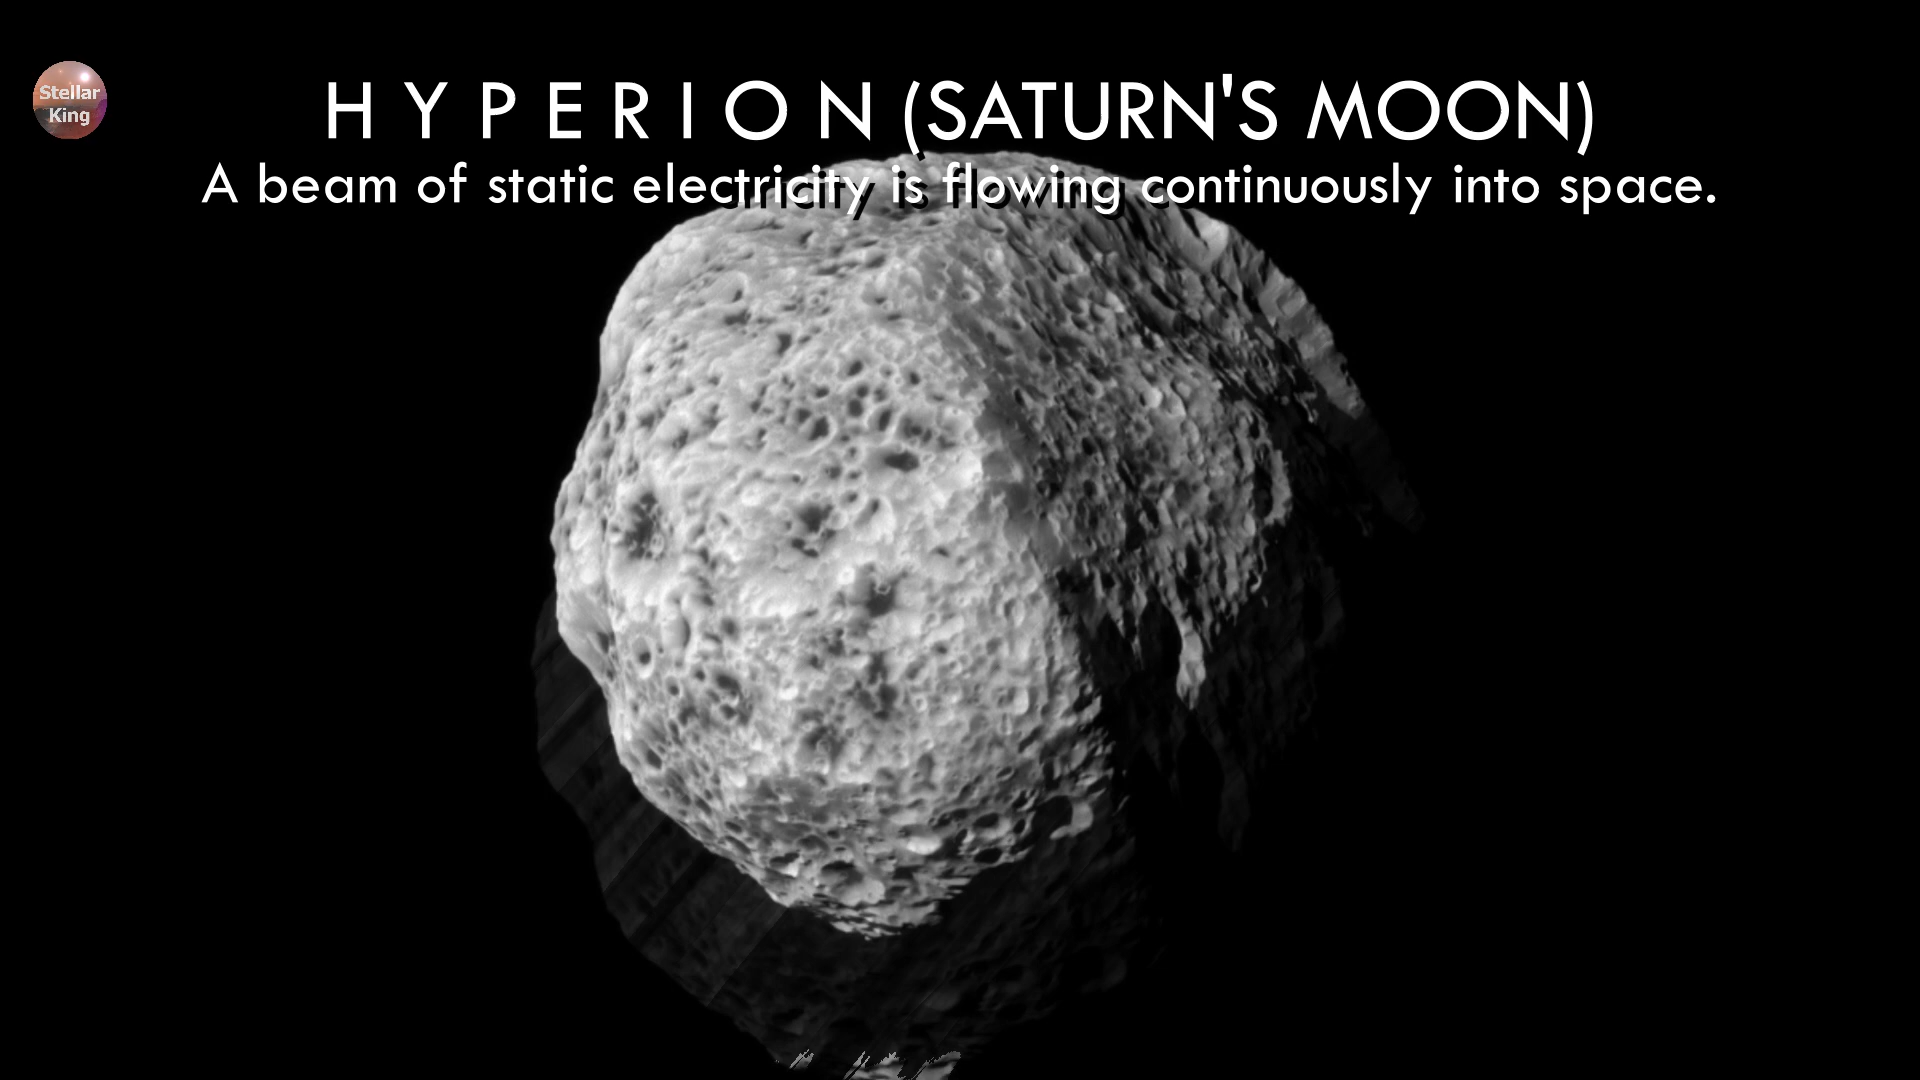 Stellar
King
H Y P E R I O N (SATURN'S MOON)
A beam of static electricity is flowing continuously into space.